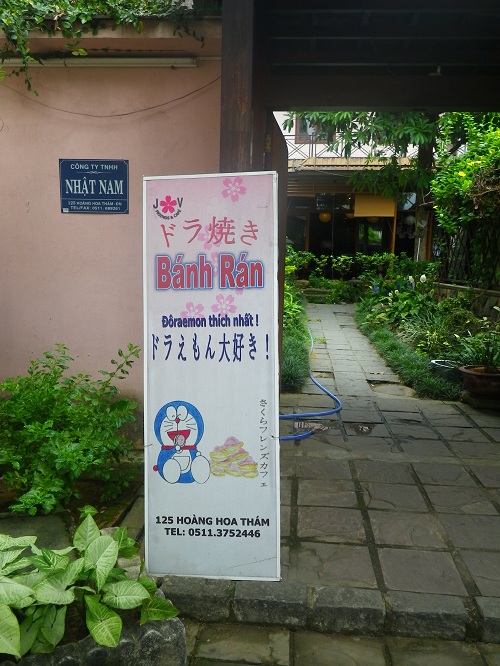 CÔNG TY TNHH
NHẬT NAM
125 HOÀNG HOA THÁM, ĐN
J V
ドラ焼き
Bánh Rán
Đôraemon thích nhất !
ドラえもん大好き！
さくらフレンズカフェ
125 HOÀNG HOA THÁM
TEL: 0511.3752446